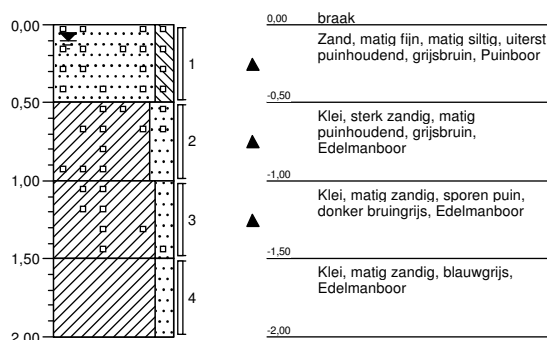 0,00
0,50
1,00
1,50
2,00
1
2
3
4
0,00 braak
Zand, matig fijn, matig siltig, uiterst
puinhoudend, grijsbruin, Puinboor
-0,50
Klei, sterk zandig, matig
puinhoudend, grijsbruin,
Edelmanboor
-1,00
Klei, matig zandig, sporen puin,
donker bruingrijs, Edelmanboor
-1,50
Klei, matig zandig, blauwgrijs,
Edelmanboor
-2,00